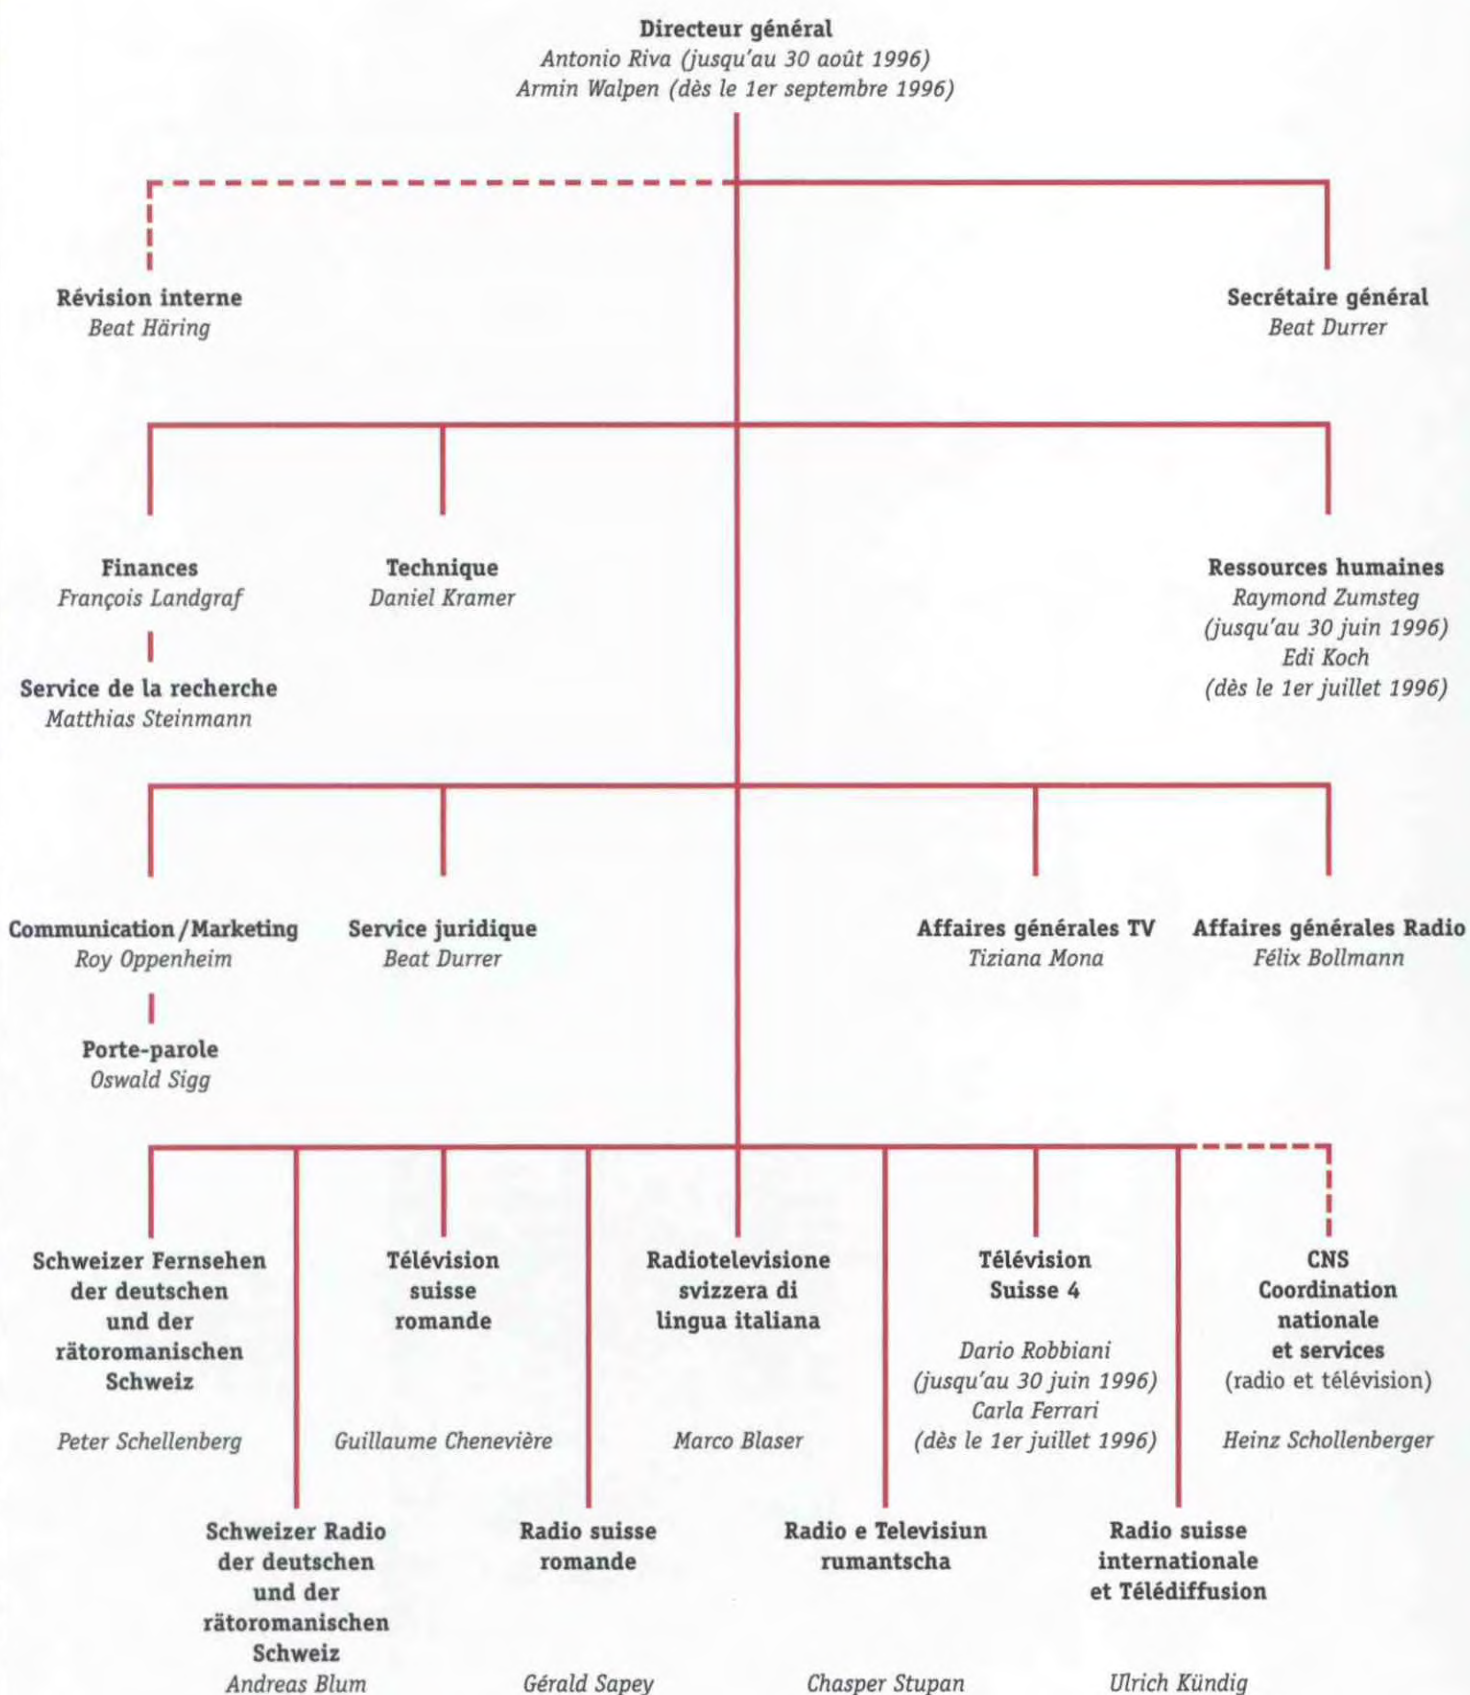 Directeur général
Antonio Riva (jusqu'au 30 août 1996)
Armin Walpen (dès le 1er septembre 1996)
Révision interne
Beat Häring
Secrétaire général
Beat Durrer
Finances
François Landgraf
Service de la recherche
Matthias Steinmann
Technique
Daniel Kramer
Ressources humaines
Raymond Zumsteg
(jusqu'au 30 juin 1996)
Edi Koch
(dès le 1er juillet 1996)
Communication/Marketing
Roy Oppenheim
Porte-parole
Oswald Sigg
Service juridique
Beat Durrer
Affaires générales TV
Tiziana Mona
Affaires générales Radio
Félix Bollmann
Schweizer Fernsehen
der deutschen
und der
rätoromanischen
Schweiz
Peter Schellenberg
Télévision
suisse
romande
Guillaume Chenevière
Radiotelevisione
svizzera di
lingua italiana
Marco Blaser
Télévision
Suisse 4
Dario Robbiani
(jusqu'au 30 juin 1996)
Carla Ferrari
(dès le 1er juillet 1996)
CNS
Coordination
nationale
et services
(radio et télévision)
Heinz Schollenberger
Schweizer Radio
der deutschen
und der
rätoromanischen
Schweiz
Andreas Blum
Radio suisse
romande
Gérald Sapey
Radio e Televisiun
rumantscha
Chasper Stupan
Radio suisse
internationale
et Télédiffusion
Ulrich Kündig